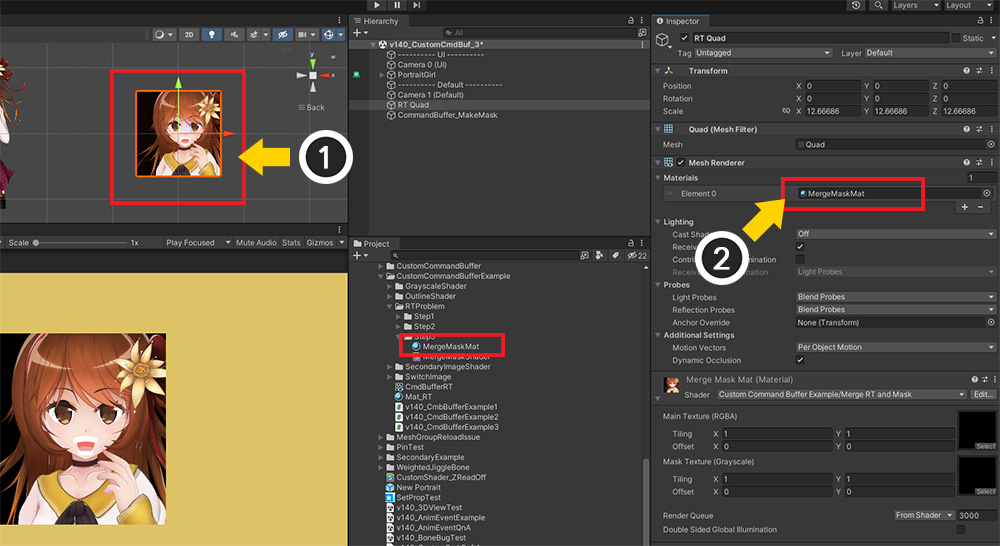 Layers
Layout
2D
y
x
Back
1
Scale
1x
Play Focused
Mute Audio
Stats
Gizmos
Hierarchy
All
v140_CustomCmdBuf_3*
---------- UI ----------
Camera 0 (UI)
PortraitGirl
---------- Default ----------
Camera 1 (Default)
RT Quad
CommandBuffer_MakeMask
Project
22
CustomCommandBuffer
CustomCommandBufferExample
GrayscaleShader
OutlineShader
RTProblem
Step1
Step2
Step3
MergeMaskMat
MergeMaskShader
SecondaryImageShader
SwitchImage
CmdBufferRT
Mat_RT
v140_CmbBufferExample1
v140_CmdBufferExample2
v140_CmdBufferExample3
MeshGroupReloadIssue
PinTest
SecondaryExample
WeightedJiggleBone
CustomShader_ZReadOff
New Portrait
SetPropTest
v140_3DViewTest
v140_AnimEventExample
v140_AnimEventQnA
v140_BoneBugTest
Inspector
RT Quad
Static
Tag Untagged
Layer Default
Transform
Position X 0 Y 0 Z 0
Rotation X 0 Y 0 Z 0
Scale X 12.66686 Y 12.66686 Z 12.66686
Quad (Mesh Filter)
Mesh Quad
Mesh Renderer
Materials 1
Element 0 MergeMaskMat
2
Lighting
Cast Shad Off
Receiv
Contri mination
Receiv mination Light Probes
Probes
Light Probes Blend Probes
Reflection Probes Blend Probes
Anchor Override None (Transform)
Additional Settings
Motion Vectors Per Object Motion
Dynamic Occlusion
Merge Mask Mat (Material)
Shader Custom Command Buffer Example/Merge RT and Mask Edit...
Main Texture (RGBA)
Tiling X 1 Y 1
Offset X 0 Y 0
Select
Mask Texture (Grayscale)
Tiling X 1 Y 1
Offset X 0 Y 0
Select
Render Queue From Shader 3000
Double Sided Global Illumination